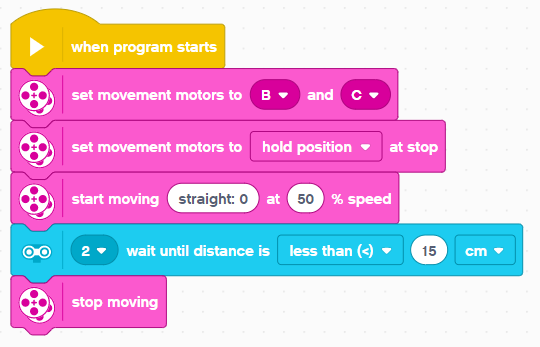 when program starts
set movement motors to B and C
set movement motors to hold position at stop
start moving straight: 0 at 50 % speed
2 wait until distance is less than (<) 15 cm
stop moving